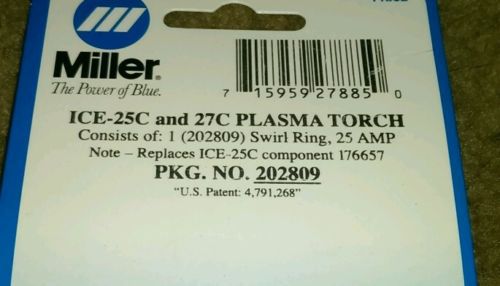 Miller®
The Power of Blue.
7 15959 27885 0
ICE-25C and 27C PLASMA TORCH
Consists of: 1 (202809) Swirl Ring, 25 AMP
Note – Replaces ICE-25C component 176657
PKG. NO. 202809
"U.S. Patent: 4,791,268"